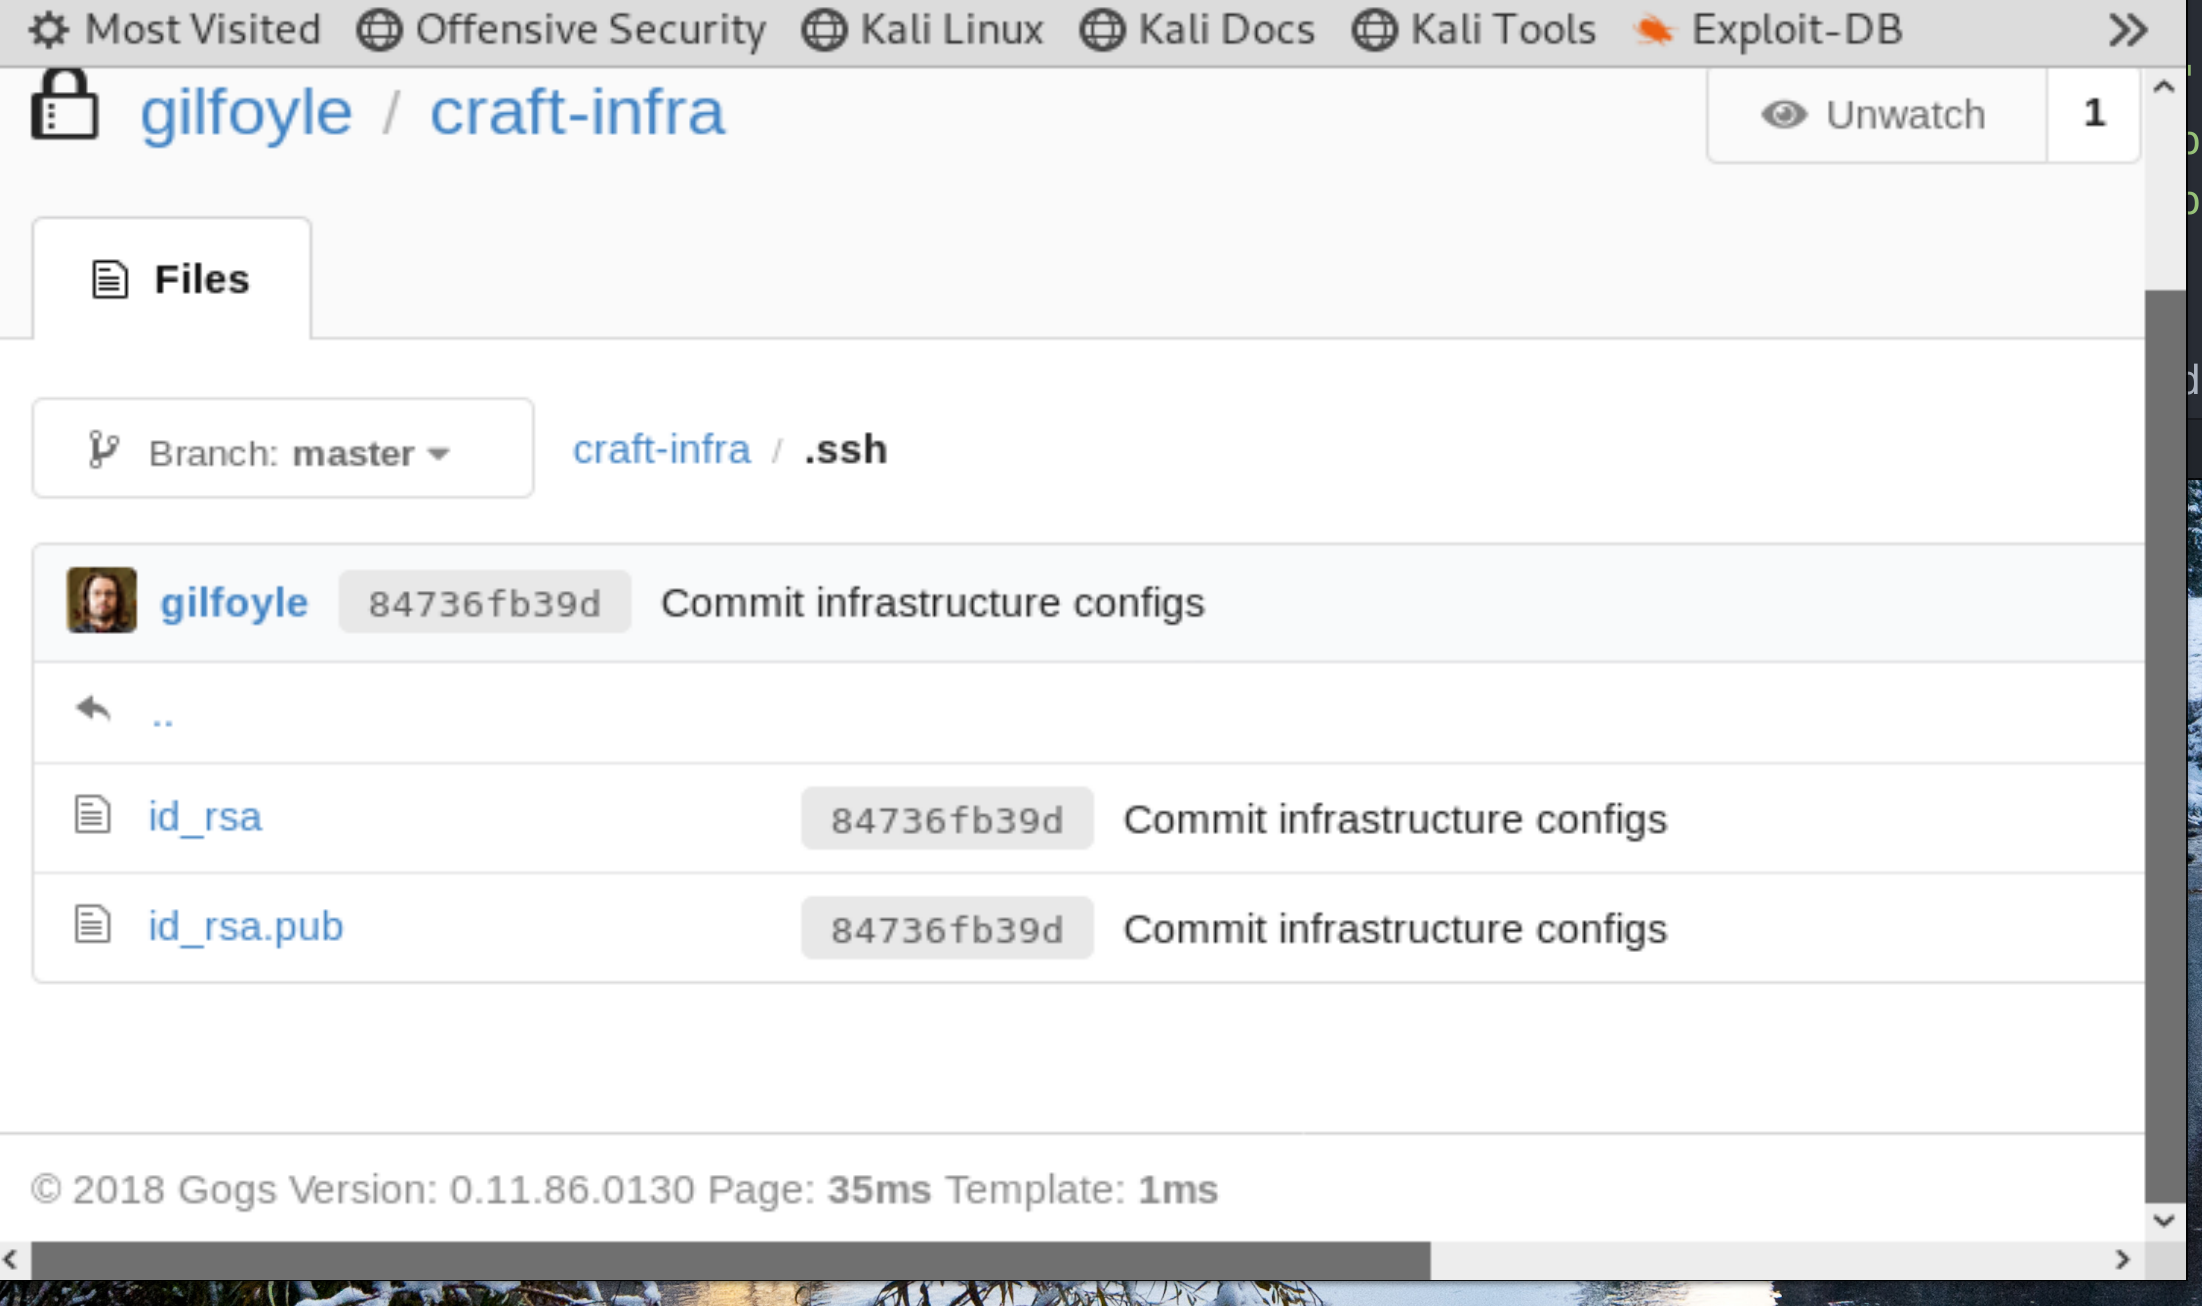 Most Visited Offensive Security Kali Linux Kali Docs Kali Tools Exploit-DB
gilfoyle / craft-infra Unwatch 1
Files
Branch: master craft-infra / .ssh
gilfoyle 84736fb39d Commit infrastructure configs
..
id_rsa 84736fb39d Commit infrastructure configs
id_rsa.pub 84736fb39d Commit infrastructure configs
© 2018 Gogs Version: 0.11.86.0130 Page: 35ms Template: 1ms